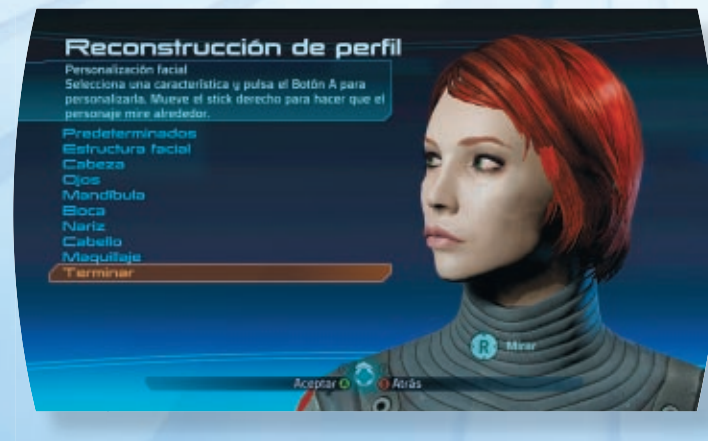 Reconstrucción de perfil
Personalización facial
Selecciona una característica y pulsa el Botón A para
personalizarla. Mueve el stick derecho para hacer que el
personaje mire alrededor.
Predeterminados
Estructura facial
Cabeza
Ojos
Mandíbula
Boca
Nariz
Cabello
Maquillaje
Terminar
R Mirar
Aceptar A B Atrás